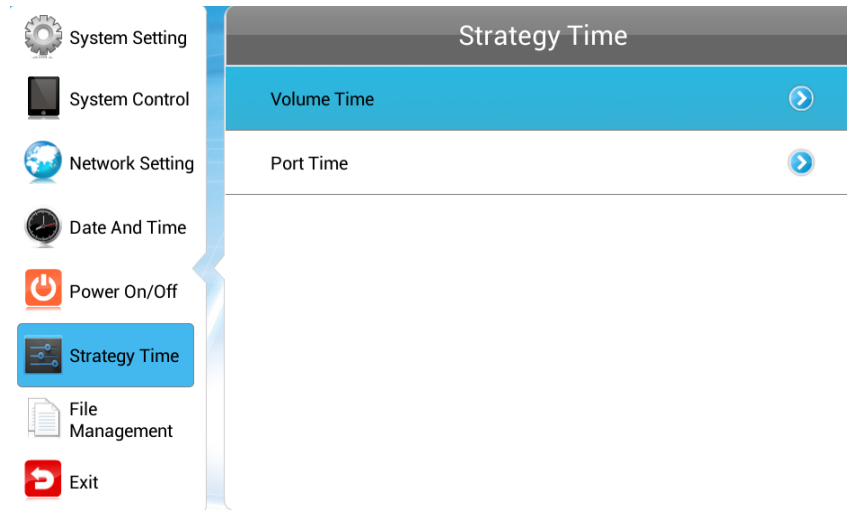 System Setting
System Control
Network Setting
Date And Time
Power On/Off
Strategy Time
File
Management
Exit
Strategy Time
Volume Time
Port Time